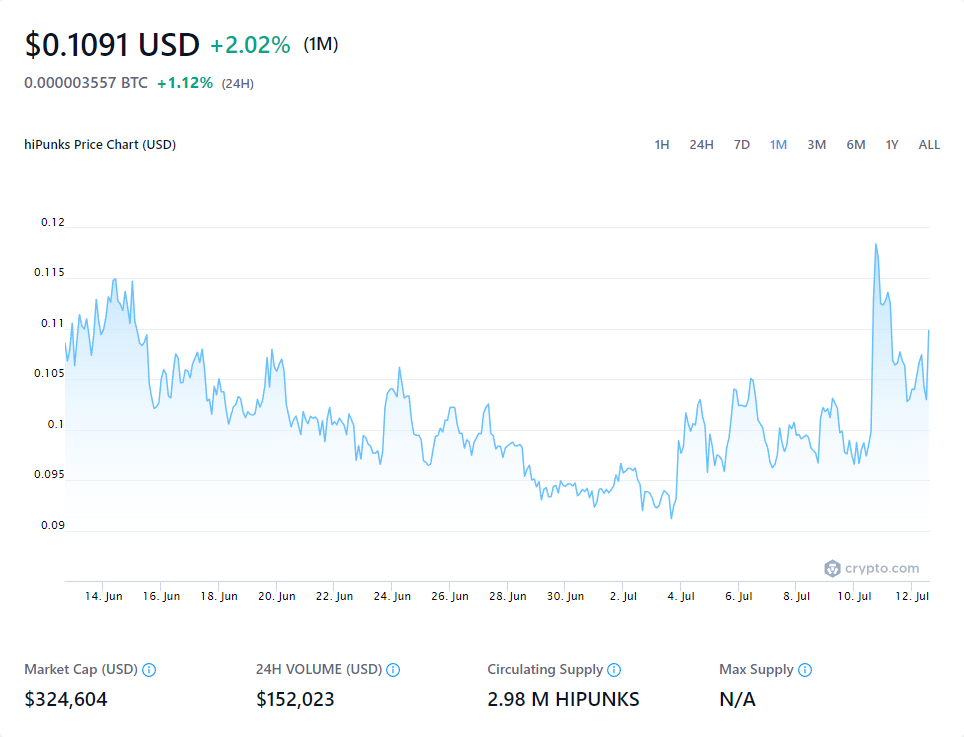 $0.1091 USD +2.02% (1M)
0.000003557 BTC +1.12% (24H)
hiPunks Price Chart (USD) 1H 24H 7D 1M 3M 6M 1Y ALL
0.12
0.115
0.11
0.105
0.1
0.095
0.09
crypto.com
14. Jun 16. Jun 18. Jun 20. Jun 22. Jun 24. Jun 26. Jun 28. Jun 30. Jun 2. Jul 4. Jul 6. Jul 8. Jul 10. Jul 12. Jul
Market Cap (USD) 24H VOLUME (USD) Circulating Supply Max Supply
$324,604 $152,023 2.98 M HIPUNKS N/A